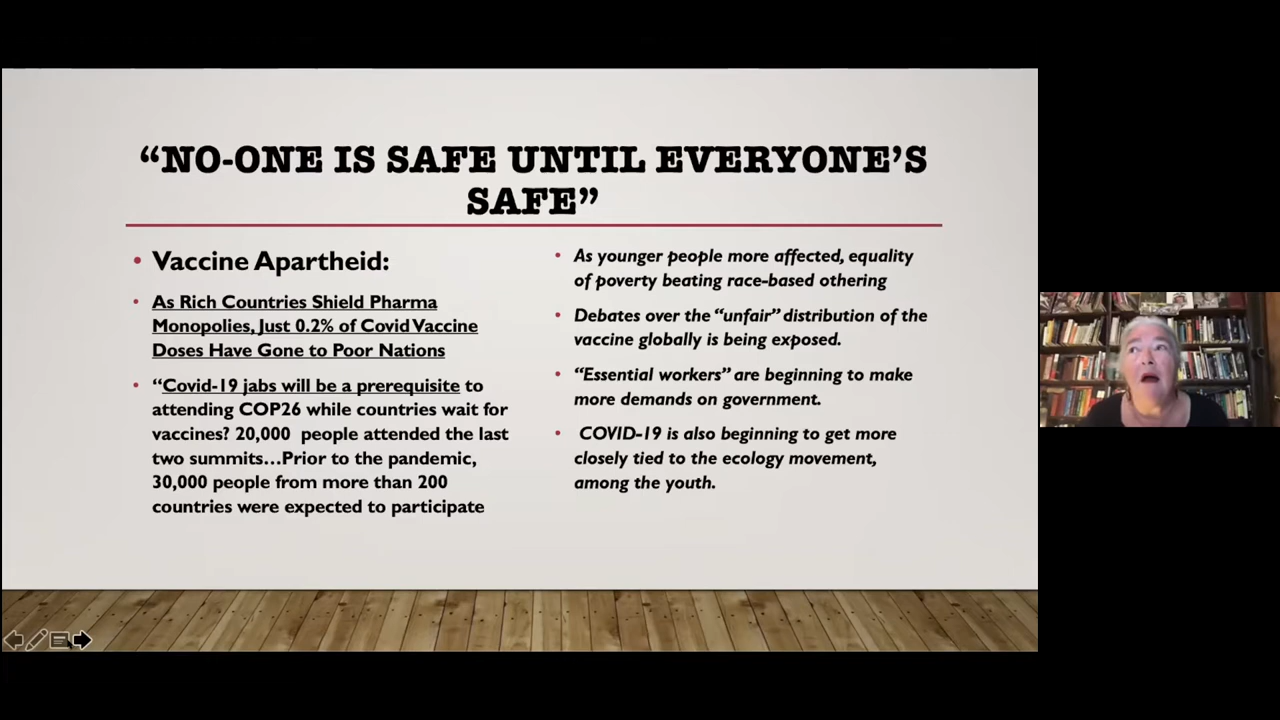 “NO-ONE IS SAFE UNTIL EVERYONE’S
SAFE”
• Vaccine Apartheid:
• As Rich Countries Shield Pharma
Monopolies, Just 0.2% of Covid Vaccine
Doses Have Gone to Poor Nations
• “Covid-19 jabs will be a prerequisite to
attending COP26 while countries wait for
vaccines? 20,000 people attended the last
two summits…Prior to the pandemic,
30,000 people from more than 200
countries were expected to participate
• As younger people more affected, equality
of poverty beating race-based othering
• Debates over the “unfair” distribution of the
vaccine globally is being exposed.
• “Essential workers” are beginning to make
more demands on government.
• COVID-19 is also beginning to get more
closely tied to the ecology movement,
among the youth.